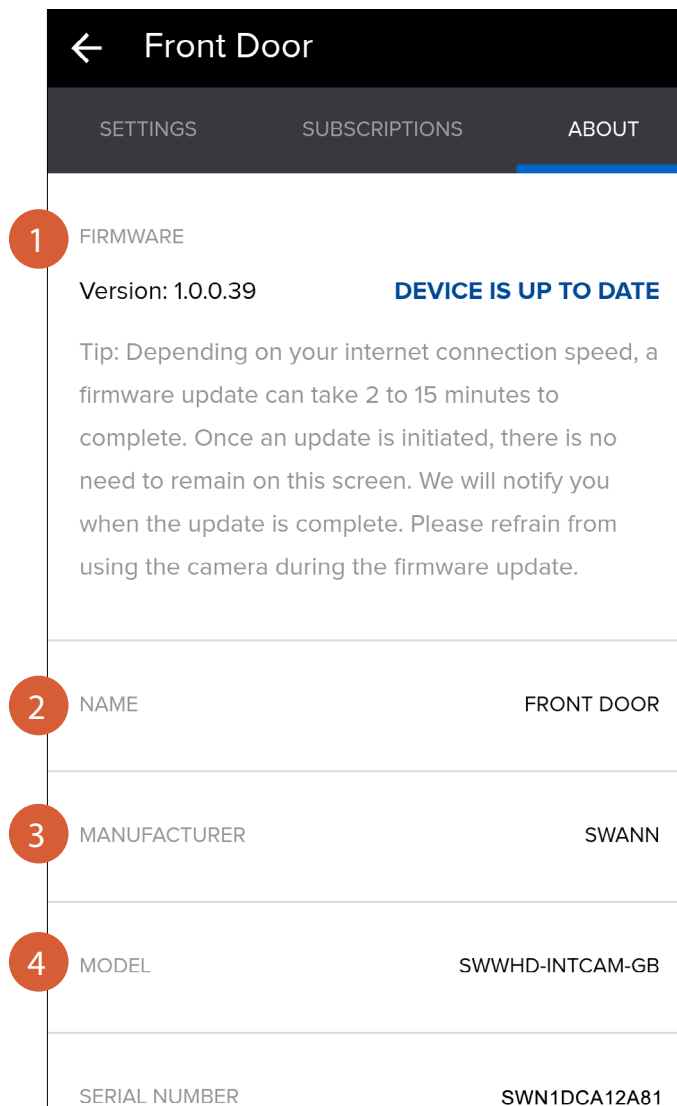 Front Door
SETTINGS SUBSCRIPTIONS ABOUT
1 FIRMWARE
Version: 1.0.0.39 DEVICE IS UP TO DATE
Tip: Depending on your internet connection speed, a
firmware update can take 2 to 15 minutes to
complete. Once an update is initiated, there is no
need to remain on this screen. We will notify you
when the update is complete. Please refrain from
using the camera during the firmware update.
2 NAME FRONT DOOR
3 MANUFACTURER SWANN
4 MODEL SWWHD-INTCAM-GB
SERIAL NUMBER SWN1DCA12A81